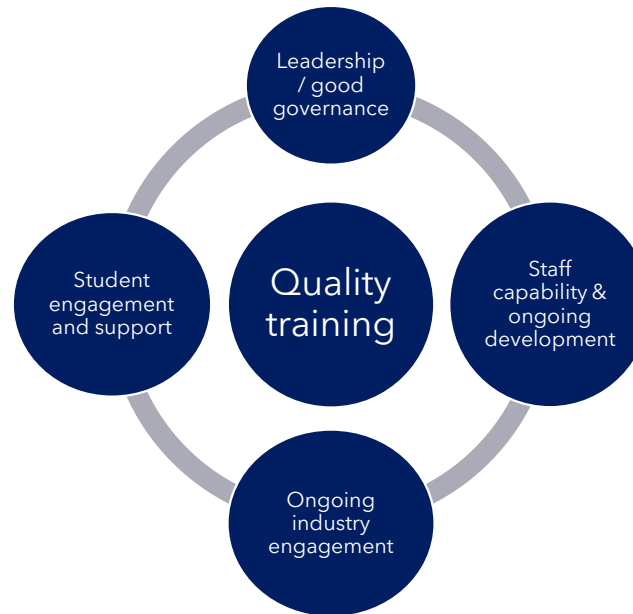 Leadership
/ good
governance
Student
engagement
and support
Quality
training
Staff
capability &
ongoing
development
Ongoing
industry
engagement